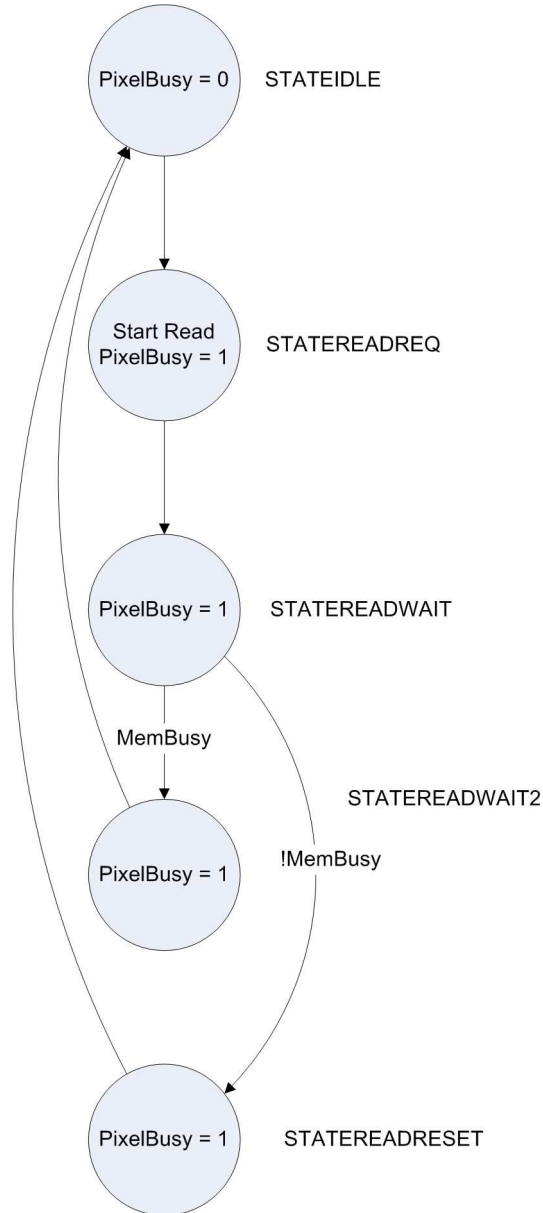 PixelBusy = 0
STATEIDLE
Start Read
PixelBusy = 1
STATEREADREQ
PixelBusy = 1
STATEREADWAIT
MemBusy
STATEREADWAIT2
!MemBusy
PixelBusy = 1
PixelBusy = 1
STATEREADRESET